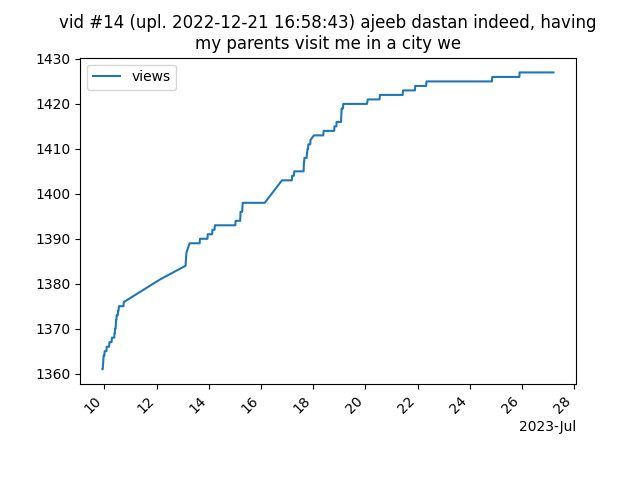 vid #14 (upl. 2022-12-21 16:58:43) ajeeb dastan indeed, having
my parents visit me in a city we
views
1430
1420
1410
1400
1390
1380
1370
1360
10 12 14 16 18 20 22 24 26 28
2023-Jul